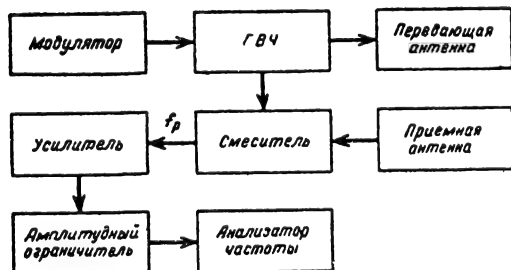 Модулятор
ГВЧ
Передающая
антенна
Усилитель
fр
Смеситель
Приемная
антенна
Амплитудный
ограничитель
Анализатор
частоты